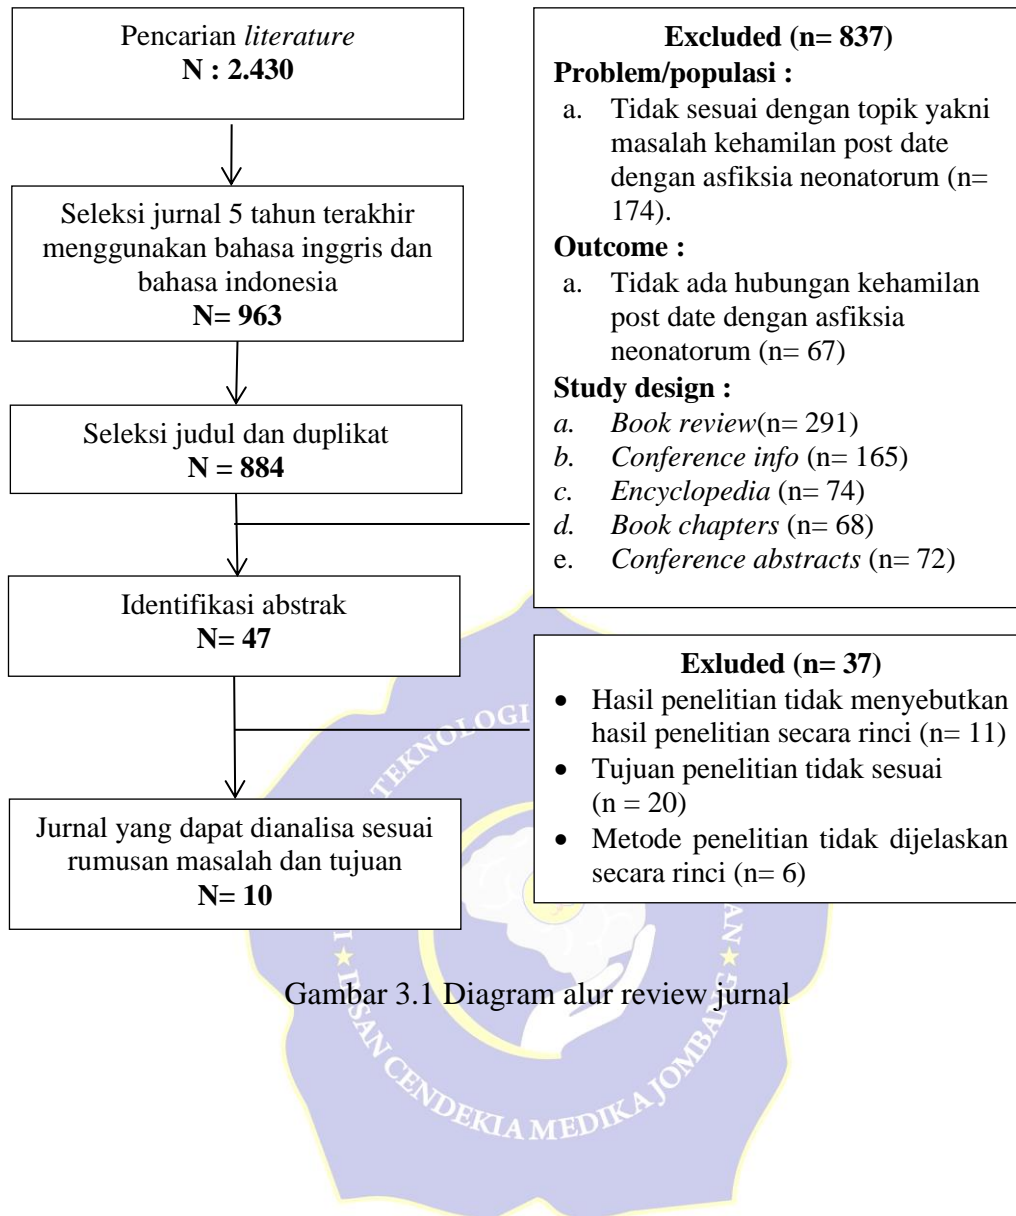 Pencarian literature
N : 2.430
Seleksi jurnal 5 tahun terakhir
menggunakan bahasa inggris dan
bahasa indonesia
N= 963
Seleksi judul dan duplikat
N = 884
Identifikasi abstrak
N= 47
Jurnal yang dapat dianalisa sesuai
rumusan masalah dan tujuan
N= 10
Excluded (n= 837)
Problem/populasi :
a. Tidak sesuai dengan topik yakni
masalah kehamilan post date
dengan asfiksia neonatorum (n=
174).
Outcome :
a. Tidak ada hubungan kehamilan
post date dengan asfiksia
neonatorum (n= 67)
Study design :
a. Book review(n= 291)
b. Conference info (n= 165)
c. Encyclopedia (n= 74)
d. Book chapters (n= 68)
e. Conference abstracts (n= 72)
Exluded (n= 37)
• Hasil penelitian tidak menyebutkan
hasil penelitian secara rinci (n= 11)
• Tujuan penelitian tidak sesuai
(n = 20)
• Metode penelitian tidak dijelaskan
secara rinci (n= 6)
Gambar 3.1 Diagram alur review jurnal
TEKNOLOGI
CENDEKIA MEDIKA JOMBANG